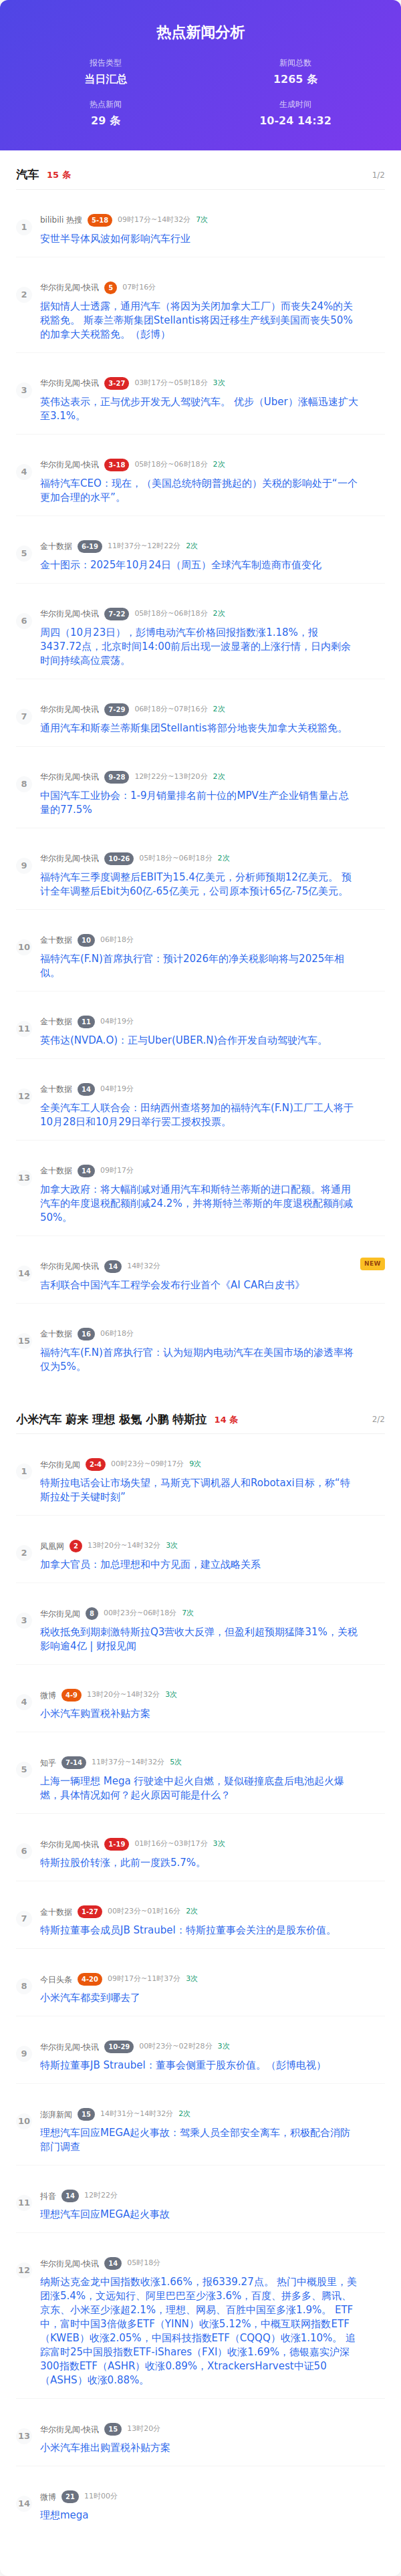 热点新闻分析
报告类型
当日汇总
新闻总数
1265 条
热点新闻
29 条
生成时间
10-24 14:32
汽车 15 条 1/2
1
bilibili 热搜 5-18 09时17分~14时32分 7次
安世半导体风波如何影响汽车行业
2
华尔街见闻-快讯 5 07时16分
据知情人士透露，通用汽车（将因为关闭加拿大工厂）而丧失24%的关
税豁免。 斯泰兰蒂斯集团Stellantis将因迁移生产线到美国而丧失50%
的加拿大关税豁免。（彭博）
3
华尔街见闻-快讯 3-27 03时17分~05时18分 3次
英伟达表示，正与优步开发无人驾驶汽车。 优步（Uber）涨幅迅速扩大
至3.1%。
4
华尔街见闻-快讯 3-18 05时18分~06时18分 2次
福特汽车CEO：现在，（美国总统特朗普挑起的）关税的影响处于“一个
更加合理的水平”。
5
金十数据 6-19 11时37分~12时22分 2次
金十图示：2025年10月24日（周五）全球汽车制造商市值变化
6
华尔街见闻-快讯 7-22 05时18分~06时18分 2次
周四（10月23日），彭博电动汽车价格回报指数涨1.18%，报
3437.72点，北京时间14:00前后出现一波显著的上涨行情，日内剩余
时间持续高位震荡。
7
华尔街见闻-快讯 7-29 06时18分~07时16分 2次
通用汽车和斯泰兰蒂斯集团Stellantis将部分地丧失加拿大关税豁免。
8
华尔街见闻-快讯 9-28 12时22分~13时20分 2次
中国汽车工业协会：1-9月销量排名前十位的MPV生产企业销售量占总
量的77.5%
9
华尔街见闻-快讯 10-26 05时18分~06时18分 2次
福特汽车三季度调整后EBIT为15.4亿美元，分析师预期12亿美元。 预
计全年调整后Ebit为60亿-65亿美元，公司原本预计65亿-75亿美元。
10
金十数据 10 06时18分
福特汽车(F.N)首席执行官：预计2026年的净关税影响将与2025年相
似。
11
金十数据 11 04时19分
英伟达(NVDA.O)：正与Uber(UBER.N)合作开发自动驾驶汽车。
12
金十数据 14 04时19分
全美汽车工人联合会：田纳西州查塔努加的福特汽车(F.N)工厂工人将于
10月28日和10月29日举行罢工授权投票。
13
金十数据 14 09时17分
加拿大政府：将大幅削减对通用汽车和斯特兰蒂斯的进口配额。将通用
汽车的年度退税配额削减24.2%，并将斯特兰蒂斯的年度退税配额削减
50%。
14
华尔街见闻-快讯 14 14时32分 NEW
吉利联合中国汽车工程学会发布行业首个《AI CAR白皮书》
15
金十数据 16 06时18分
福特汽车(F.N)首席执行官：认为短期内电动汽车在美国市场的渗透率将
仅为5%。
小米汽车 蔚来 理想 极氪 小鹏 特斯拉 14 条 2/2
1
华尔街见闻 2-4 00时23分~09时17分 9次
特斯拉电话会让市场失望，马斯克下调机器人和Robotaxi目标，称“特
斯拉处于关键时刻”
2
凤凰网 2 13时20分~14时32分 3次
加拿大官员：加总理想和中方见面，建立战略关系
3
华尔街见闻 8 00时23分~06时18分 7次
税收抵免到期刺激特斯拉Q3营收大反弹，但盈利超预期猛降31%，关税
影响逾4亿 | 财报见闻
4
微博 4-9 13时20分~14时32分 3次
小米汽车购置税补贴方案
5
知乎 7-14 11时37分~14时32分 5次
上海一辆理想 Mega 行驶途中起火自燃，疑似碰撞底盘后电池起火爆
燃，具体情况如何？起火原因可能是什么？
6
华尔街见闻-快讯 1-19 01时16分~03时17分 3次
特斯拉股价转涨，此前一度跌5.7%。
7
金十数据 1-27 00时23分~01时16分 2次
特斯拉董事会成员JB Straubel：特斯拉董事会关注的是股东价值。
8
今日头条 4-20 09时17分~11时37分 3次
小米汽车都卖到哪去了
9
华尔街见闻-快讯 10-29 00时23分~02时28分 3次
特斯拉董事JB Straubel：董事会侧重于股东价值。（彭博电视）
10
澎湃新闻 15 14时31分~14时32分 2次
理想汽车回应MEGA起火事故：驾乘人员全部安全离车，积极配合消防
部门调查
11
抖音 14 12时22分
理想汽车回应MEGA起火事故
12
华尔街见闻-快讯 14 05时18分
纳斯达克金龙中国指数收涨1.66%，报6339.27点。 热门中概股里，美
团涨5.4%，文远知行、阿里巴巴至少涨3.6%，百度、拼多多、腾讯、
京东、小米至少涨超2.1%，理想、网易、百胜中国至多涨1.9%。 ETF
中，富时中国3倍做多ETF（YINN）收涨5.12%，中概互联网指数ETF
（KWEB）收涨2.05%，中国科技指数ETF（CQQQ）收涨1.10%。 追
踪富时25中国股指数ETF-iShares（FXI）收涨1.69%，德银嘉实沪深
300指数ETF（ASHR）收涨0.89%，XtrackersHarvest中证50
（ASHS）收涨0.88%。
13
华尔街见闻-快讯 15 13时20分
小米汽车推出购置税补贴方案
14
微博 21 11时00分
理想mega